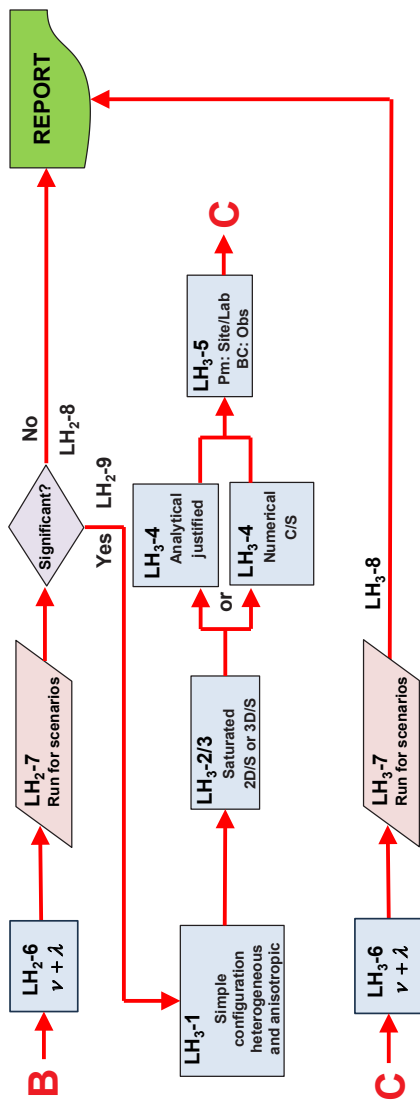 B
LH₂-6
ν + λ
LH₂-7
Run for scenarios
Significant?
No
LH₂-8
Yes
LH₂-9
REPORT
LH₃-1
Simple
configuration
heterogeneous
and anisotropic
LH₃-2/3
Saturated
2D/S or 3D/S
or
LH₃-4
Analytical
justified
LH₃-4
Numerical
C/S
LH₃-5
Pm: Site/Lab
BC: Obs
C
C
LH₃-6
ν + λ
LH₃-7
Run for scenarios
LH₃-8